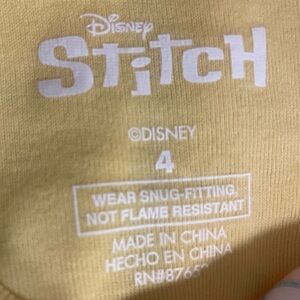 Disney
Stitch
©DISNEY
4
WEAR SNUG-FITTING,
NOT FLAME RESISTANT
MADE IN CHINA
HECHO EN CHINA